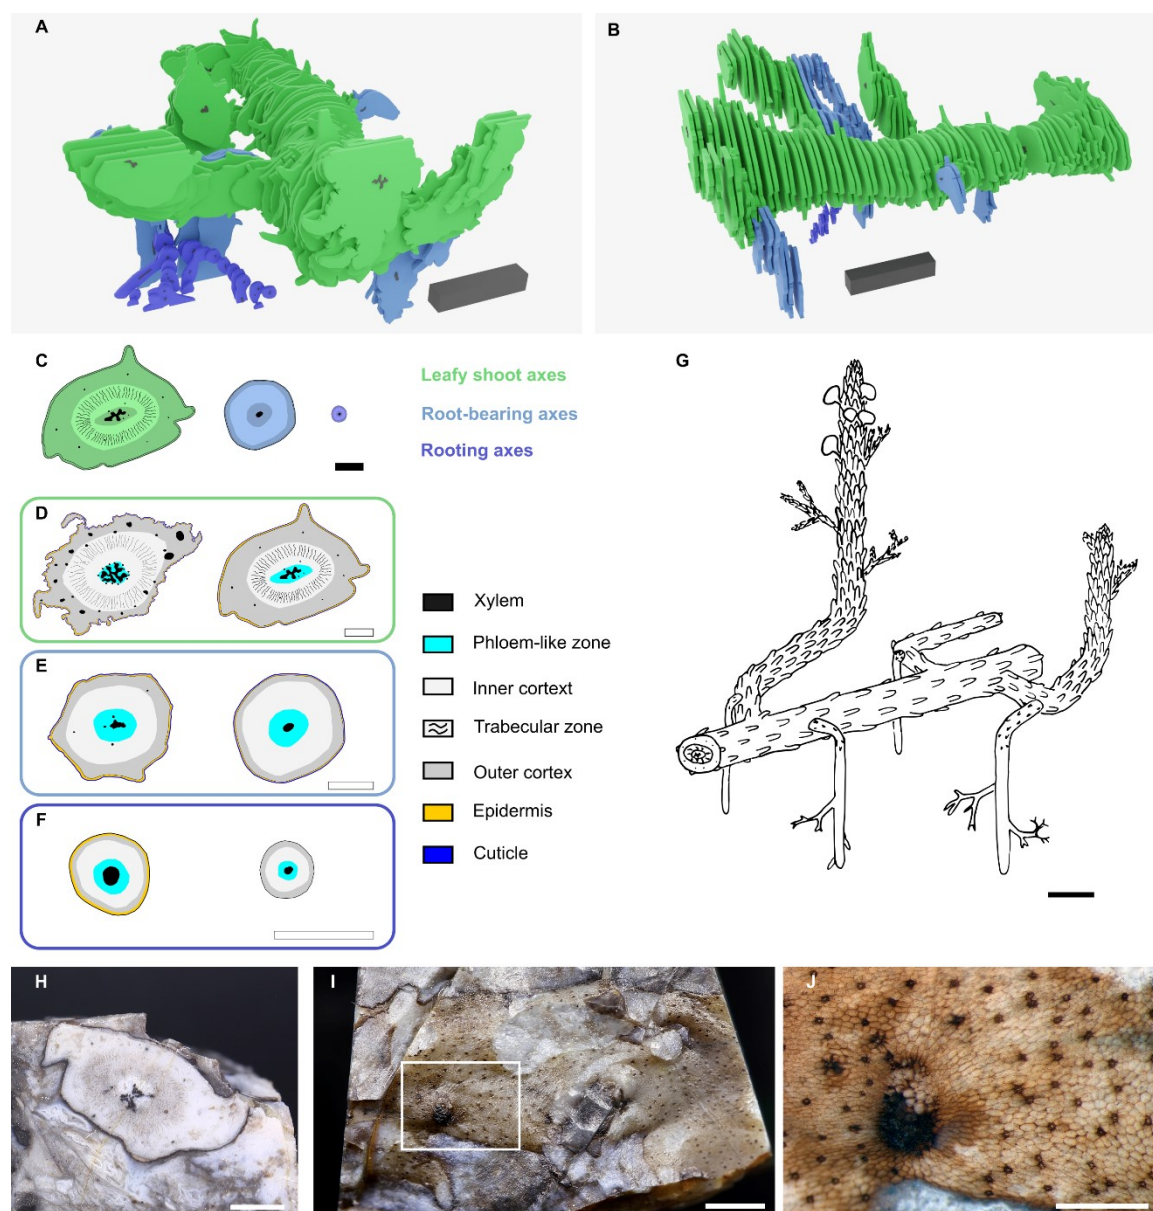 A
B
C
Leafy shoot axes
Root-bearing axes
Rooting axes
G
D
E
F
Xylem
Phloem-like zone
Inner cortext
Trabecular zone
Outer cortex
Epidermis
Cuticle
H
I
J